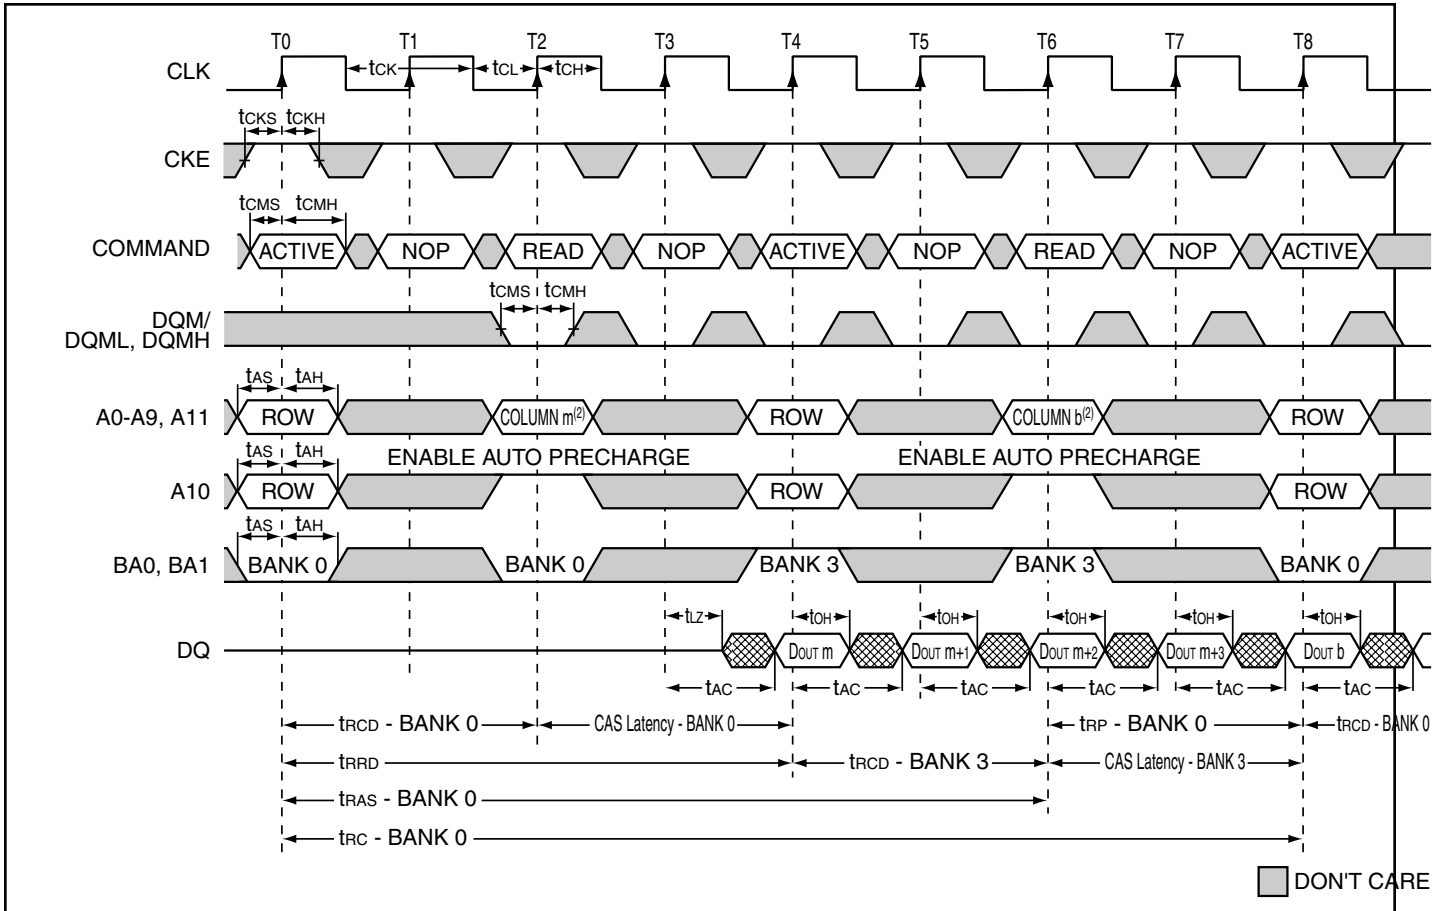 T0 T1 T2 T3 T4 T5 T6 T7 T8
CLK tCK tCL tCH
tCKS tCKH
CKE
tCMS tCMH
COMMAND ACTIVE NOP READ NOP ACTIVE NOP READ NOP ACTIVE
tCMS tCMH
DQM/
DQML, DQMH
tAS tAH
A0-A9, A11 ROW COLUMN m(2) ROW COLUMN b(2) ROW
tAS tAH ENABLE AUTO PRECHARGE ENABLE AUTO PRECHARGE
A10 ROW ROW ROW
tAS tAH
BA0, BA1 BANK 0 BANK 0 BANK 3 BANK 3 BANK 0
tLZ tOH tOH tOH tOH tOH
DQ DOUT m DOUT m+1 DOUT m+2 DOUT m+3 DOUT b
tAC tAC tAC tAC tAC tAC
tRCD - BANK 0 CAS Latency - BANK 0 tRP - BANK 0 tRCD - BANK 0
tRRD tRCD - BANK 3 CAS Latency - BANK 3
tRAS - BANK 0
tRC - BANK 0
DON'T CARE